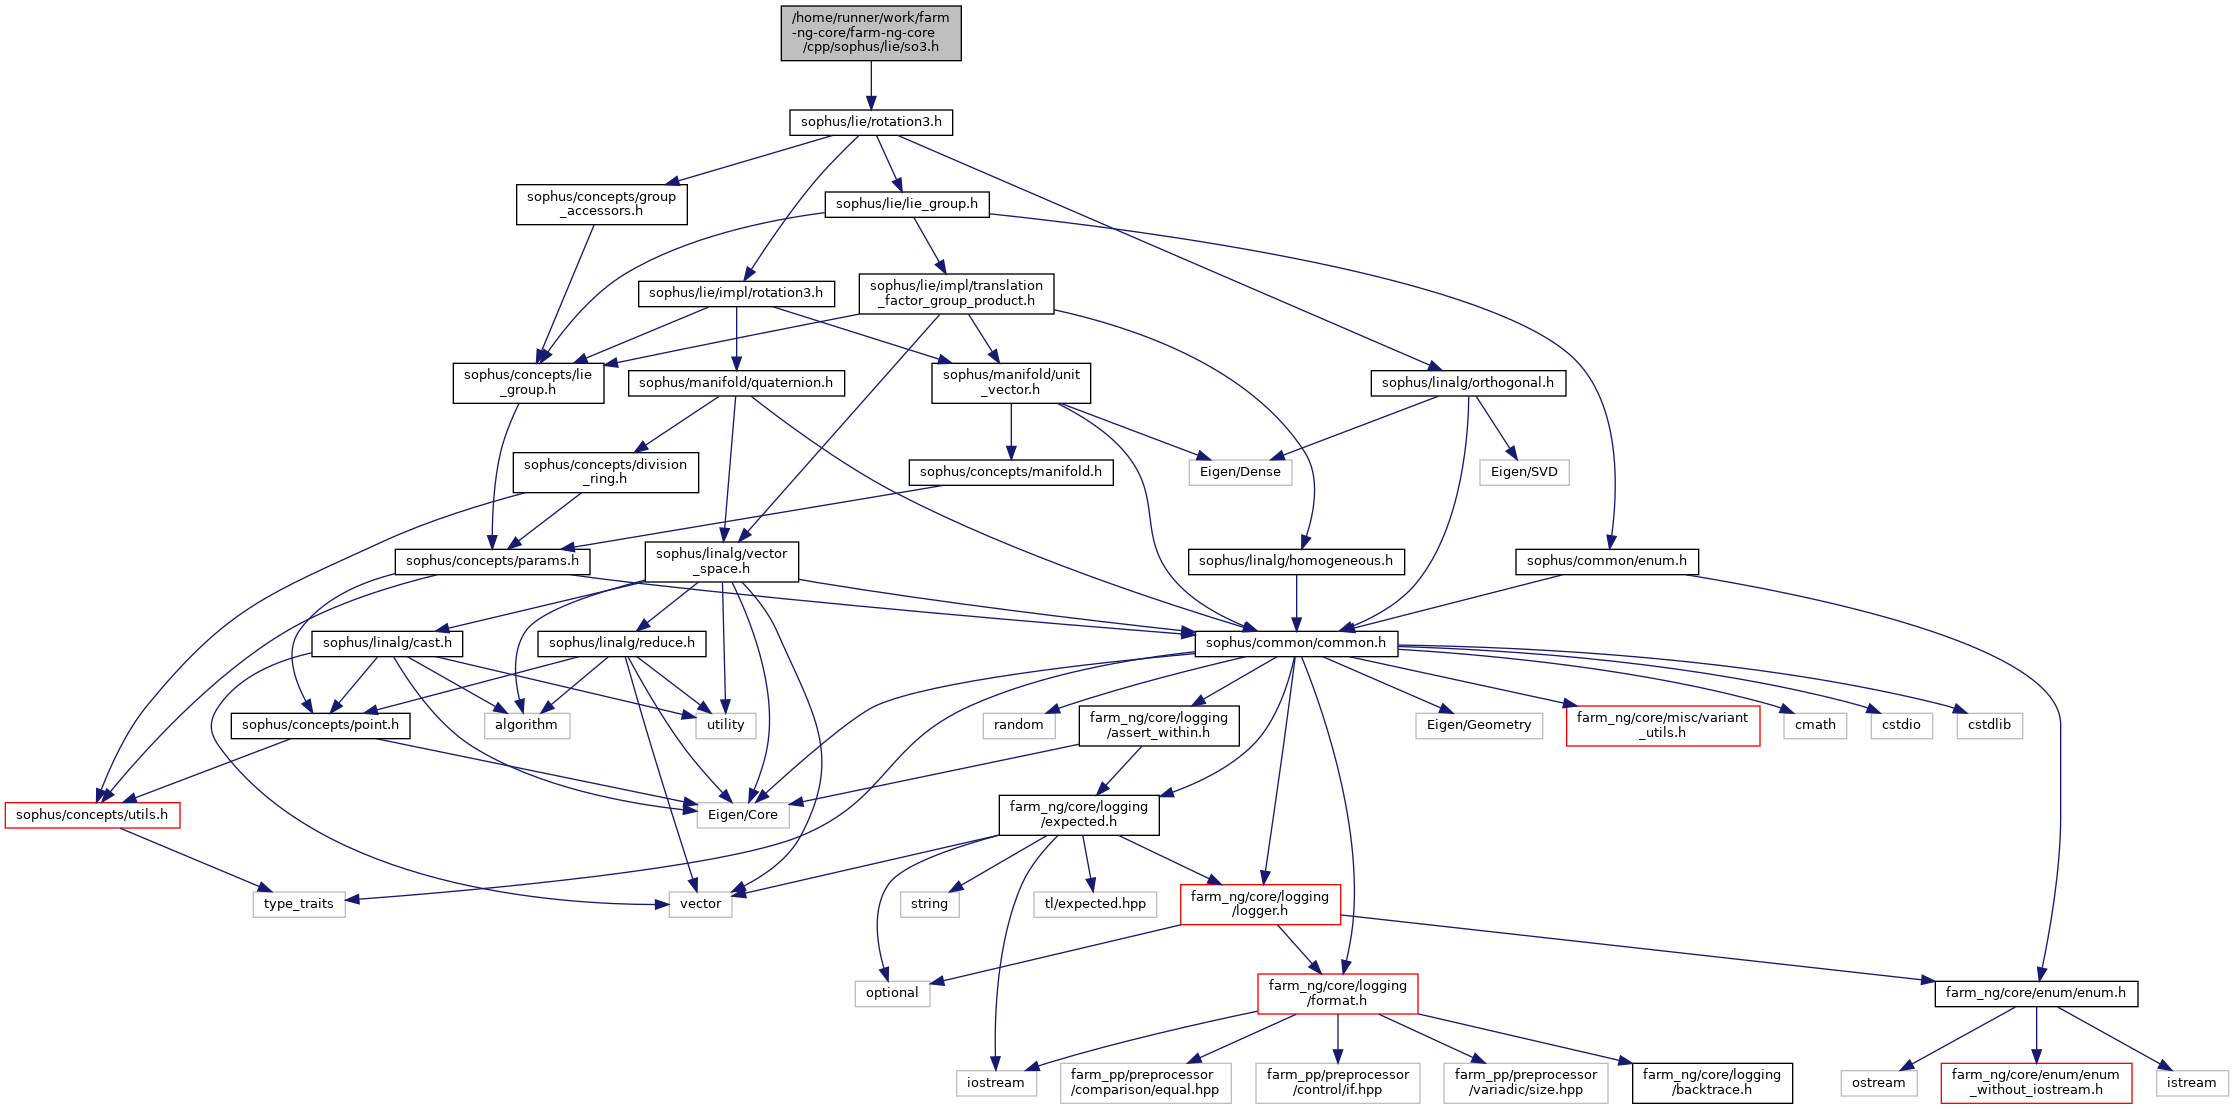 /home/runner/work/farm
-ng-core/farm-ng-core
/cpp/sophus/lie/so3.h
sophus/lie/rotation3.h
sophus/concepts/group
_accessors.h
sophus/lie/lie_group.h
sophus/lie/impl/rotation3.h
sophus/lie/impl/translation
_factor_group_product.h
sophus/concepts/lie
_group.h
sophus/manifold/quaternion.h
sophus/manifold/unit
_vector.h
sophus/linalg/orthogonal.h
sophus/concepts/division
_ring.h
sophus/concepts/manifold.h
Eigen/Dense
Eigen/SVD
sophus/concepts/params.h
sophus/linalg/vector
_space.h
sophus/linalg/homogeneous.h
sophus/common/enum.h
sophus/linalg/cast.h
sophus/linalg/reduce.h
sophus/common/common.h
sophus/concepts/point.h
algorithm
utility
random
farm_ng/core/logging
/assert_within.h
Eigen/Geometry
farm_ng/core/misc/variant
_utils.h
cmath
cstdio
cstdlib
sophus/concepts/utils.h
Eigen/Core
farm_ng/core/logging
/expected.h
type_traits
vector
string
tl/expected.hpp
farm_ng/core/logging
/logger.h
optional
farm_ng/core/logging
/format.h
farm_ng/core/enum/enum.h
iostream
farm_pp/preprocessor
/comparison/equal.hpp
farm_pp/preprocessor
/control/if.hpp
farm_pp/preprocessor
/variadic/size.hpp
farm_ng/core/logging
/backtrace.h
ostream
farm_ng/core/enum/enum
_without_iostream.h
istream